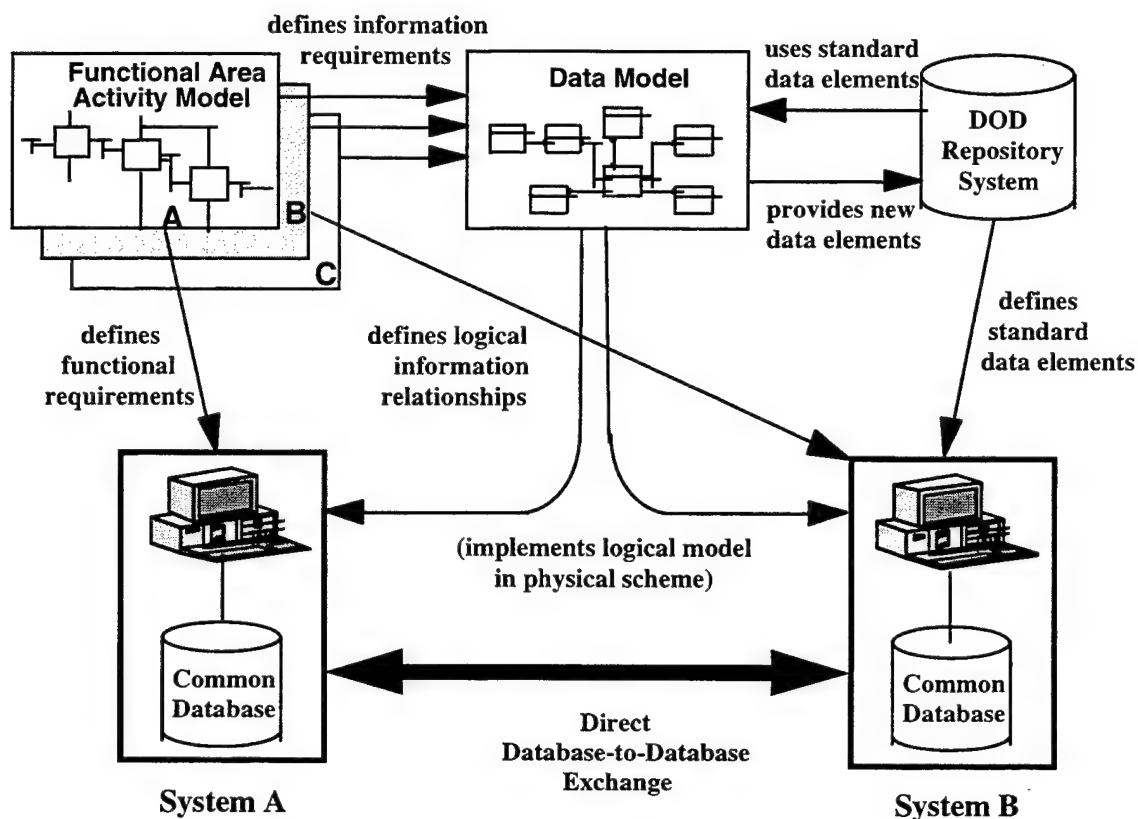 defines information
requirements
Functional Area
Activity Model
A
B
C
Data Model
uses standard
data elements
DOD
Repository
System
provides new
data elements
defines
functional
requirements
defines logical
information
relationships
defines
standard
data elements
(implements logical model
in physical scheme)
Common
Database
Common
Database
Direct
Database-to-Database
Exchange
System A
System B